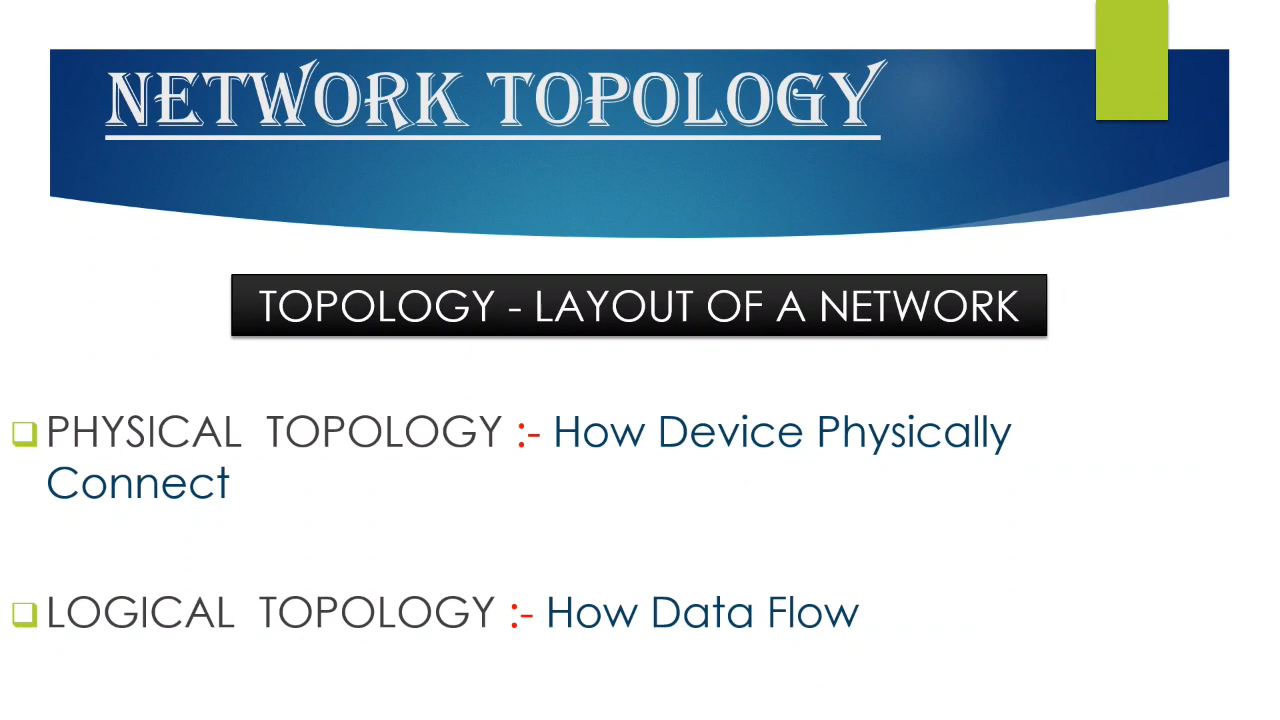 NETWORK TOPOLOGY
TOPOLOGY - LAYOUT OF A NETWORK
PHYSICAL TOPOLOGY :- How Device Physically
Connect
LOGICAL TOPOLOGY :- How Data Flow